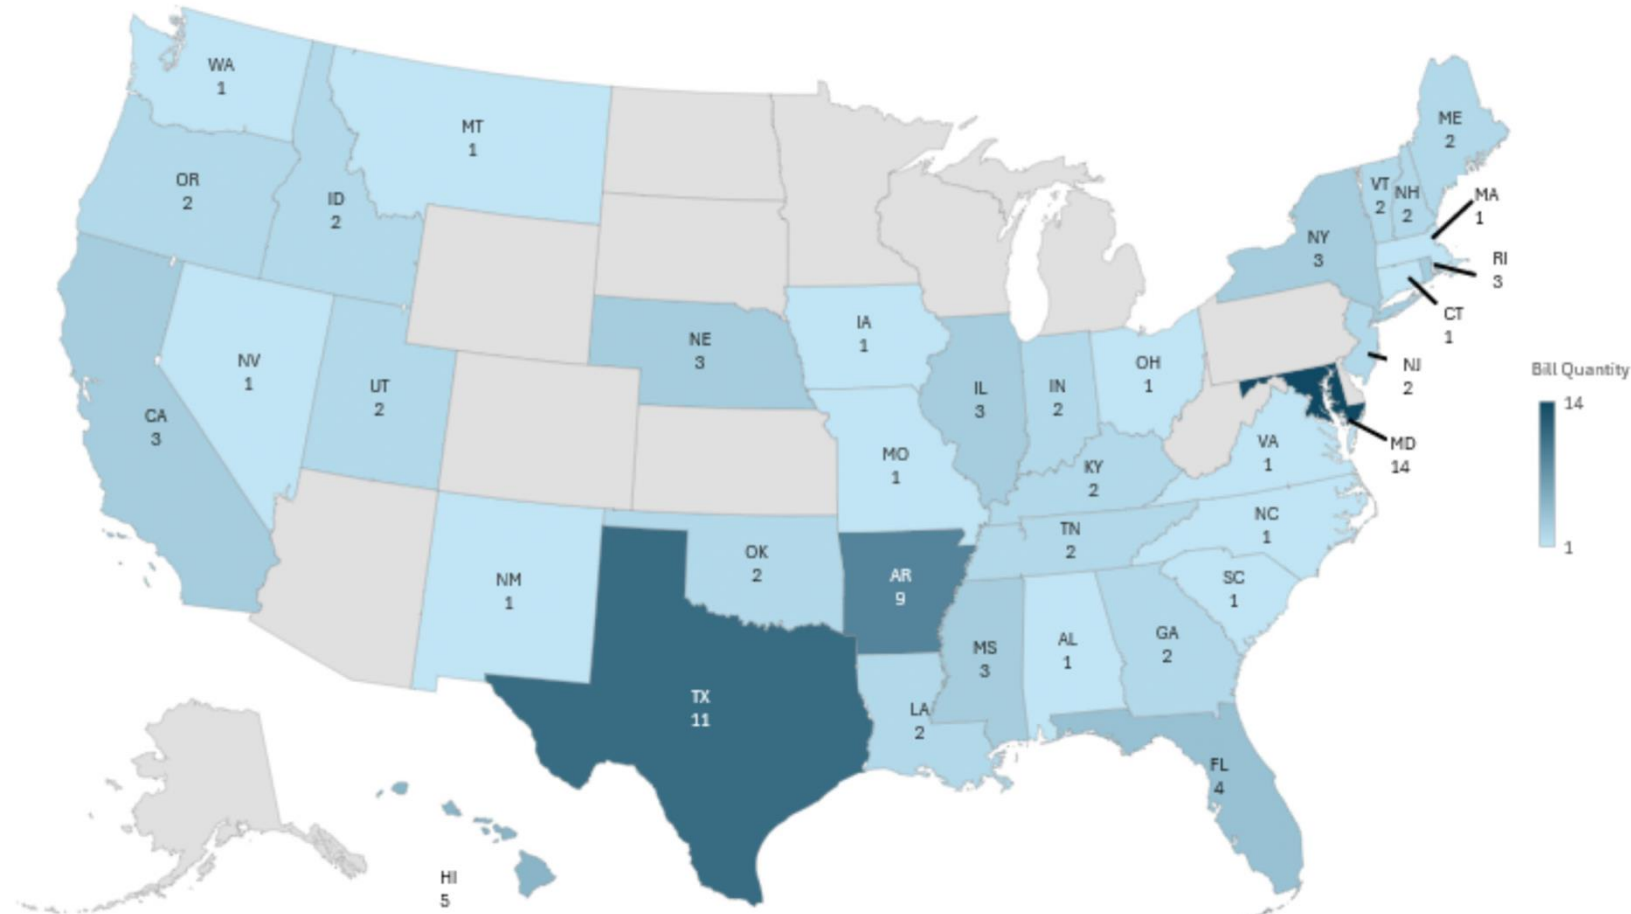 WA
1
MT
1
OR
2
ID
2
ME
2
VT
2
NH
2
MA
1
NY
3
RI
3
CT
1
NV
1
UT
2
NE
3
IA
1
OH
1
NJ
2
Bill Quantity
14
1
CA
3
IL
3
IN
2
MO
1
VA
1
MD
14
KY
2
NC
1
TN
2
NM
1
OK
2
AR
9
SC
1
MS
3
AL
1
GA
2
TX
11
LA
2
FL
4
HI
5